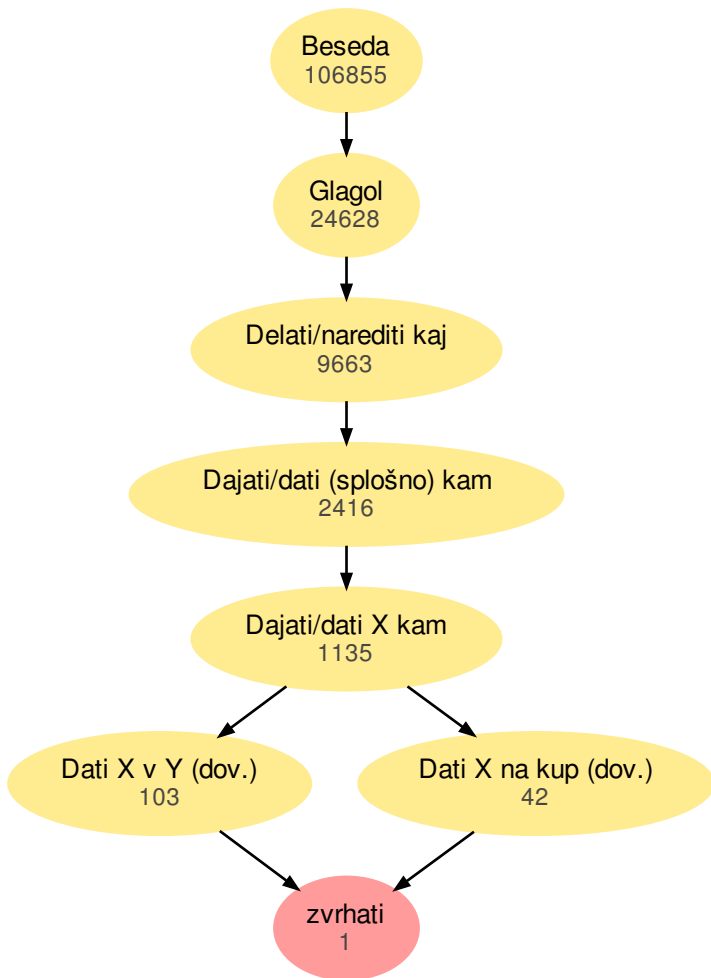 Beseda
106855
Glagol
24628
Delati/narediti kaj
9663
Dajati/dati (splošno) kam
2416
Dajati/dati X kam
1135
Dati X v Y (dov.)
103
Dati X na kup (dov.)
42
zvrhati
1